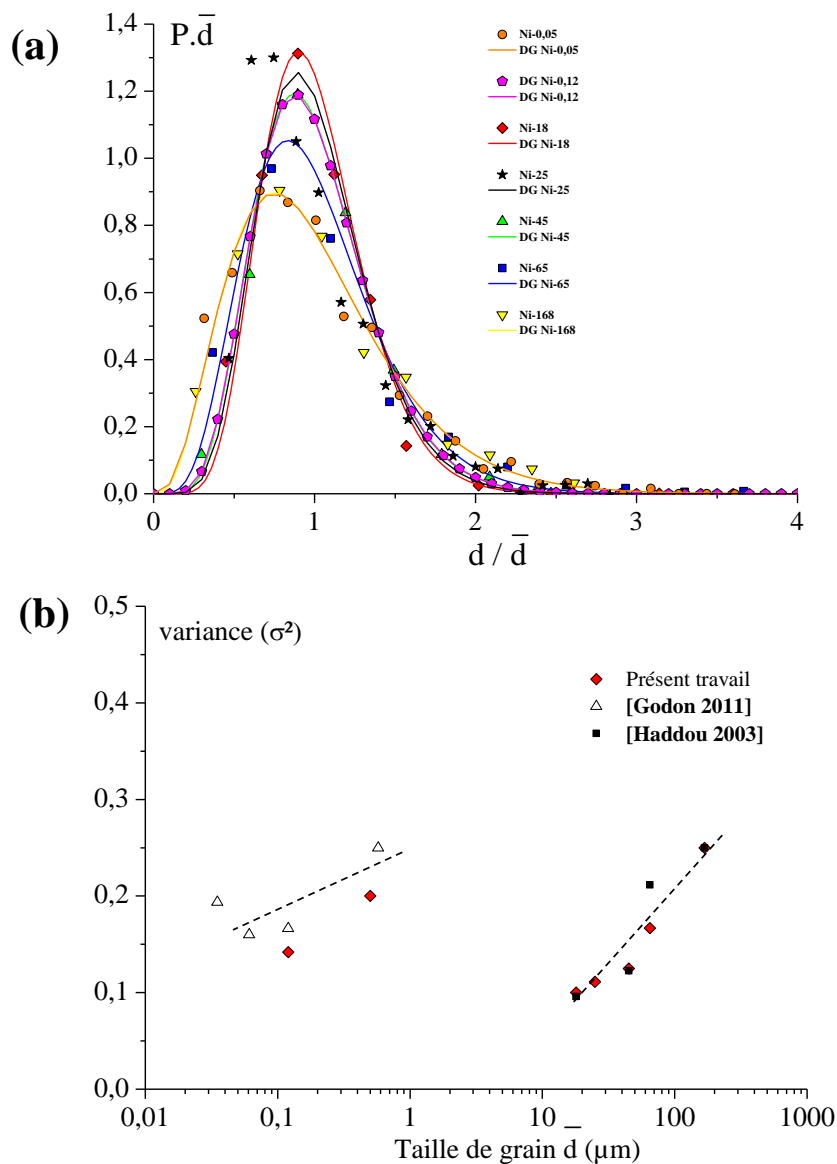 (a)
P.d̅
1,4
1,2
1,0
0,8
0,6
0,4
0,2
0,0
0
1
2
3
4
d / d̅
Ni-0,05
DG Ni-0,05
Ni-0,12
DG Ni-0,12
Ni-18
DG Ni-18
Ni-25
DG Ni-25
Ni-45
DG Ni-45
Ni-65
DG Ni-65
Ni-168
DG Ni-168
(b)
variance (σ²)
0,5
0,4
0,3
0,2
0,1
0,0
Présent travail
[Godon 2011]
[Haddou 2003]
0,01
0,1
1
10
100
1000
Taille de grain d̅ (µm)